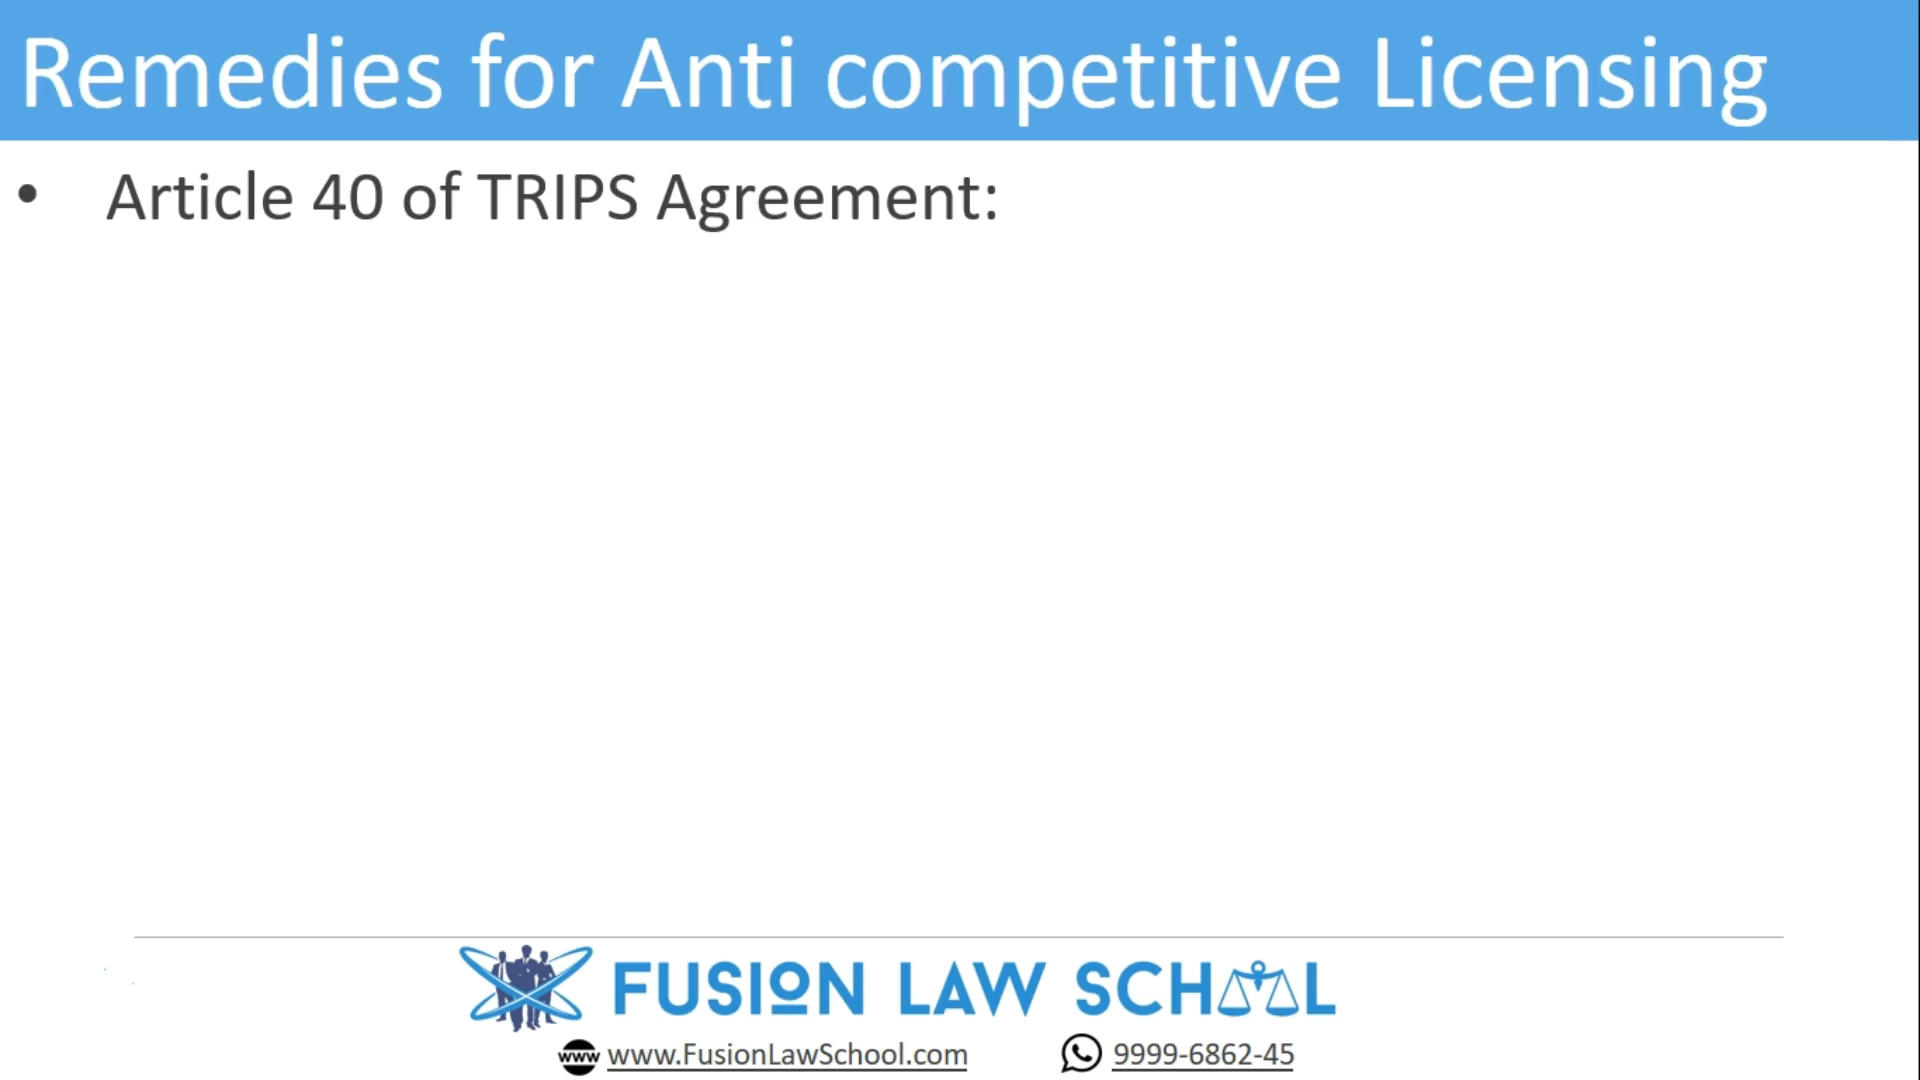 Remedies for Anti competitive Licensing
• Article 40 of TRIPS Agreement:
FUSION LAW SCHOOL
www www.FusionLawSchool.com 9999-6862-45